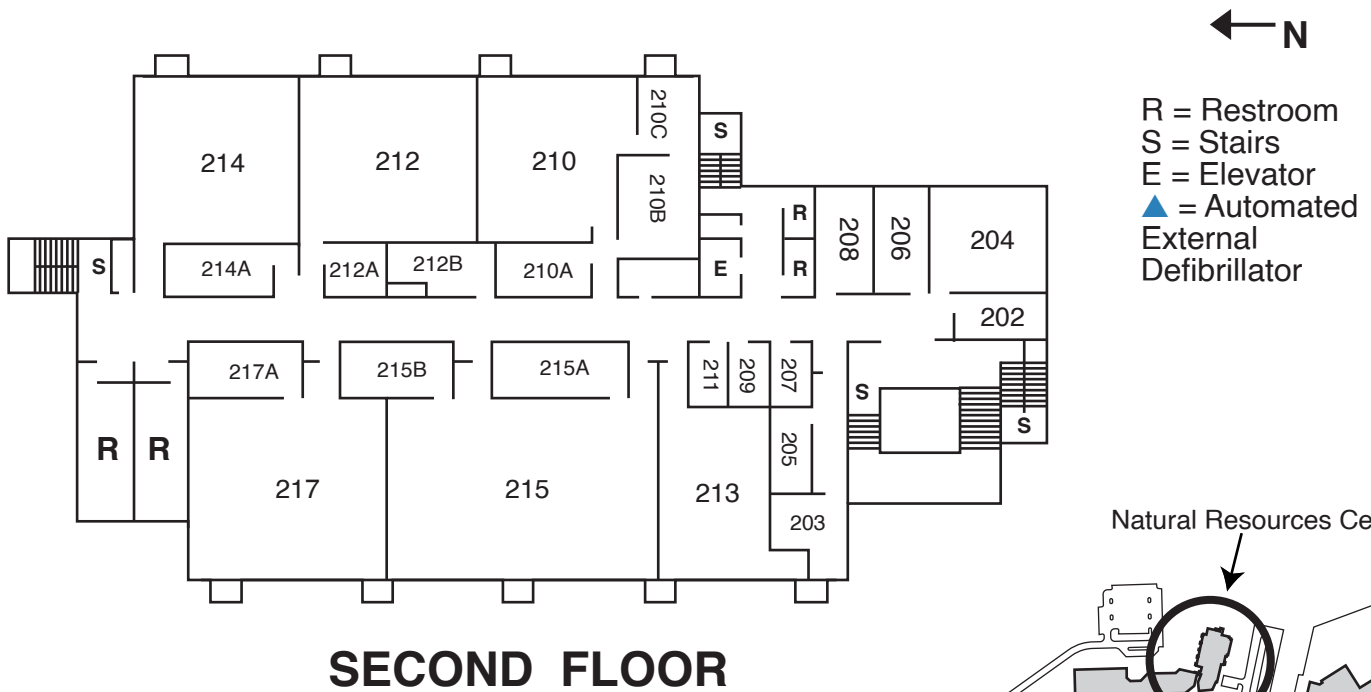 N
R = Restroom
S = Stairs
E = Elevator
= Automated
External
Defibrillator
210C
S
214
212
210
210B
R
208
206
204
S
214A
212A
212B
210A
E
R
202
217A
215B
215A
211
209
207
S
S
R
R
205
217
215
213
203
Natural Resources Ce
SECOND FLOOR